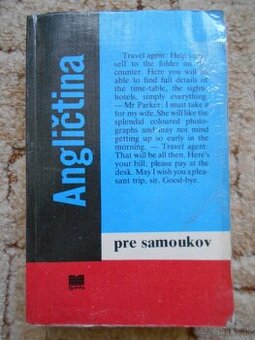 Angličtina
Travel agent: Help your-
self to the folder on the
counter. Here you will be
able to find full details of
the time-table, the sights,
hotels, simply everything.
— Mr Parker: I must take it
for my wife. She will like the
splendid coloured photo-
graphs and may not mind
getting up so early in the
morning. — Travel agent:
That will be all then. Here's
your bill; please pay at the
desk. May I wish you a plea-
sant trip, sir. Good-bye.
pre samoukov
SPN